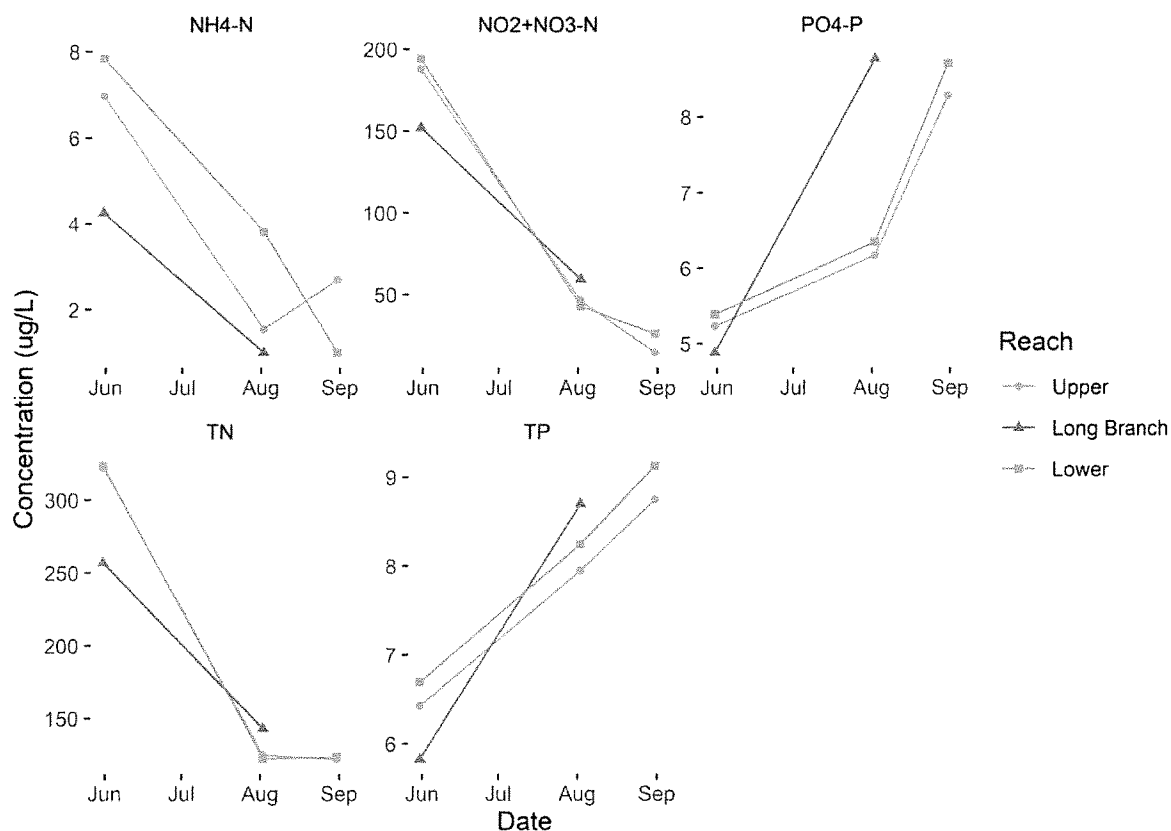 NH4-N
NO2+NO3-N
PO4-P
8
6
4
2
200
150
100
50
8
7
6
5
Jun Jul Aug Sep
Jun Jul Aug Sep
Jun Jul Aug Sep
TN
TP
300
250
200
150
9
8
7
6
Jun Jul Aug Sep
Jun Jul Aug Sep
Concentration (ug/L)
Date
Reach
Upper
Long Branch
Lower